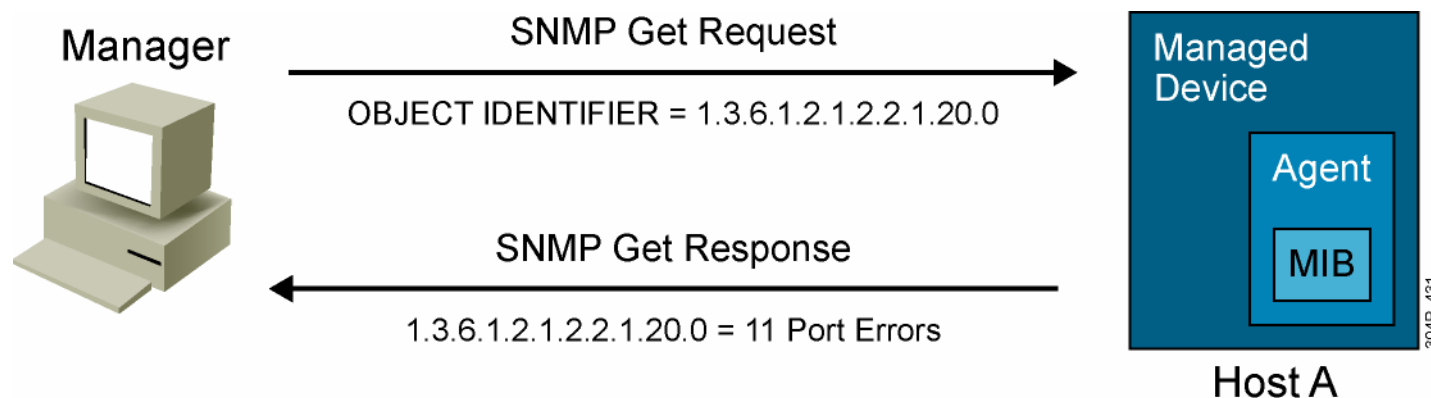 Manager
SNMP Get Request
OBJECT IDENTIFIER = 1.3.6.1.2.1.2.2.1.20.0
SNMP Get Response
1.3.6.1.2.1.2.2.1.20.0 = 11 Port Errors
Managed
Device
Agent
MIB
Host A